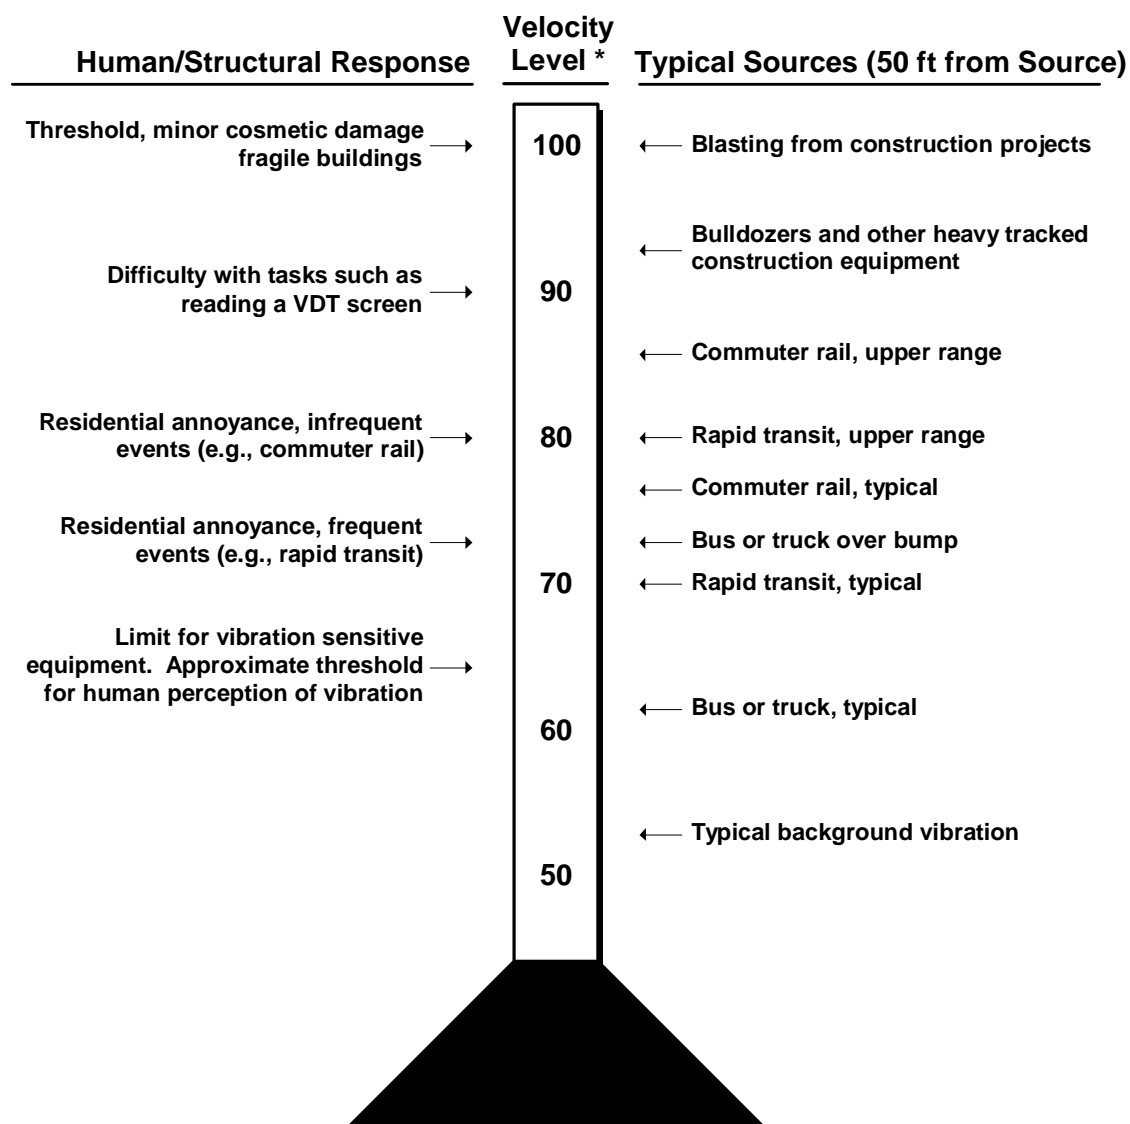 Human/Structural Response
Velocity
Level *
Typical Sources (50 ft from Source)
Threshold, minor cosmetic damage
fragile buildings
100
Blasting from construction projects
Bulldozers and other heavy tracked
construction equipment
Difficulty with tasks such as
reading a VDT screen
90
Commuter rail, upper range
Residential annoyance, infrequent
events (e.g., commuter rail)
80
Rapid transit, upper range
Commuter rail, typical
Residential annoyance, frequent
events (e.g., rapid transit)
Bus or truck over bump
70
Rapid transit, typical
Limit for vibration sensitive
equipment.  Approximate threshold
for human perception of vibration
Bus or truck, typical
60
Typical background vibration
50